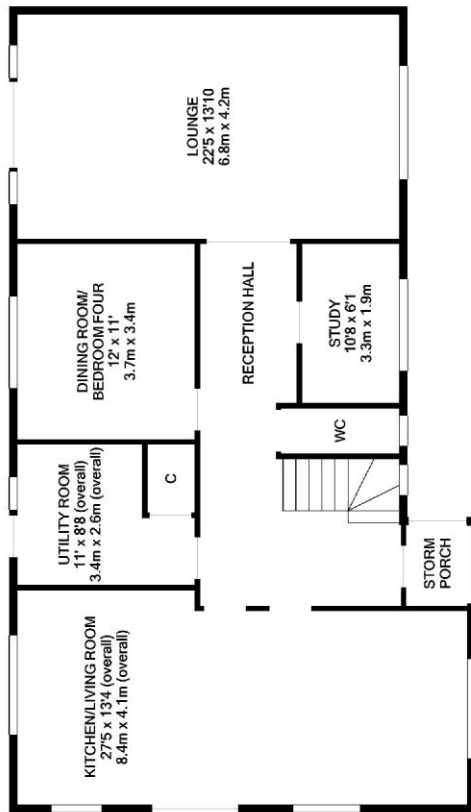 KITCHEN/LIVING ROOM
27'5 x 13'4 (overall)
8.4m x 4.1m (overall)
UTILITY ROOM
11' x 8'8 (overall)
3.4m x 2.6m (overall)
C
DINING ROOM/
BEDROOM FOUR
12' x 11'
3.7m x 3.4m
LOUNGE
22'5 x 13'10
6.8m x 4.2m
RECEPTION HALL
STORM
PORCH
WC
STUDY
10'8 x 6'1
3.3m x 1.9m